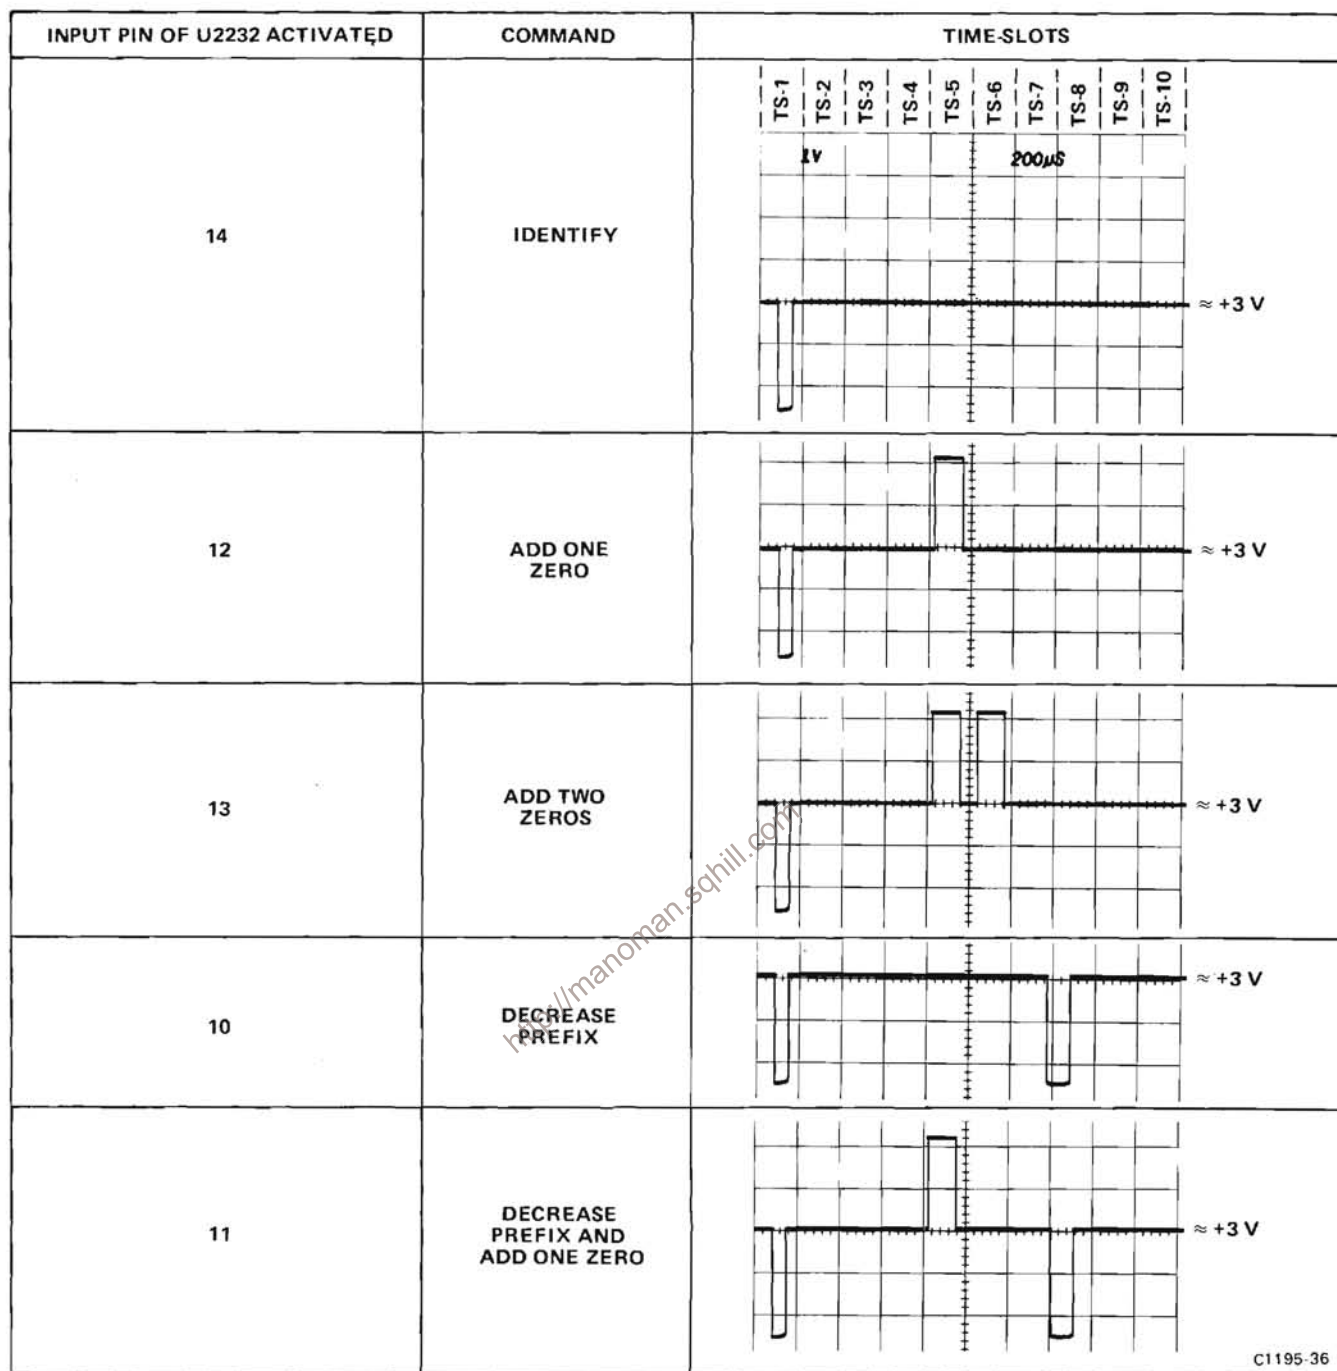 INPUT PIN OF U2232 ACTIVATED
COMMAND
TIME-SLOTS
TS-1
TS-2
TS-3
TS-4
TS-5
TS-6
TS-7
TS-8
TS-9
TS-10
1V
200µS
14
IDENTIFY
≈ +3 V
12
ADD ONE
ZERO
≈ +3 V
13
ADD TWO
ZEROS
≈ +3 V
10
DECREASE
PREFIX
≈ +3 V
11
DECREASE
PREFIX AND
ADD ONE ZERO
≈ +3 V
http://manoman.sqhill.com
C1195-36